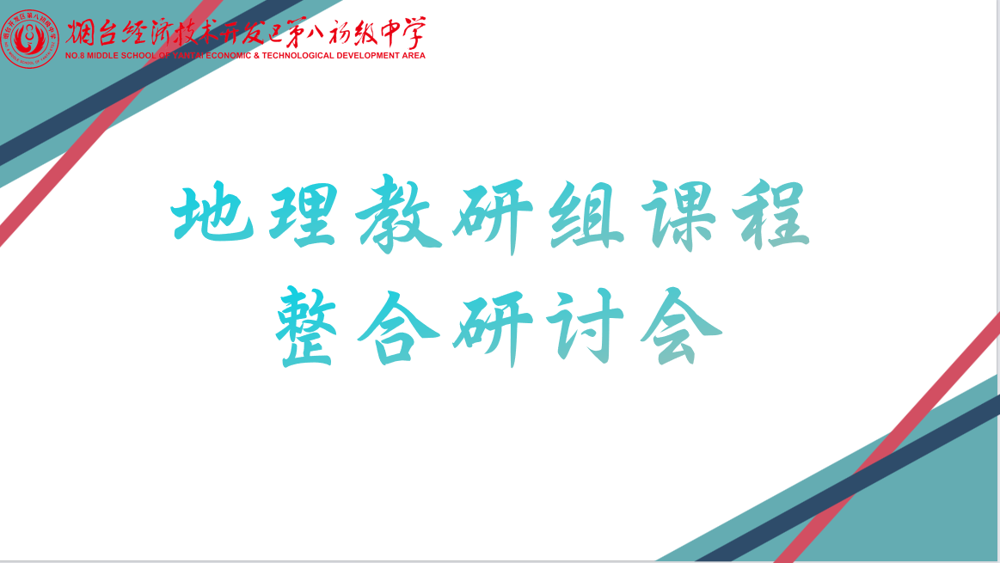 烟台经济技术开发区第八初级中学
NO.8 MIDDLE SCHOOL OF YANTAI ECONOMIC & TECHNOLOGICAL DEVELOPMENT AREA
地理教研组课程
整合研讨会